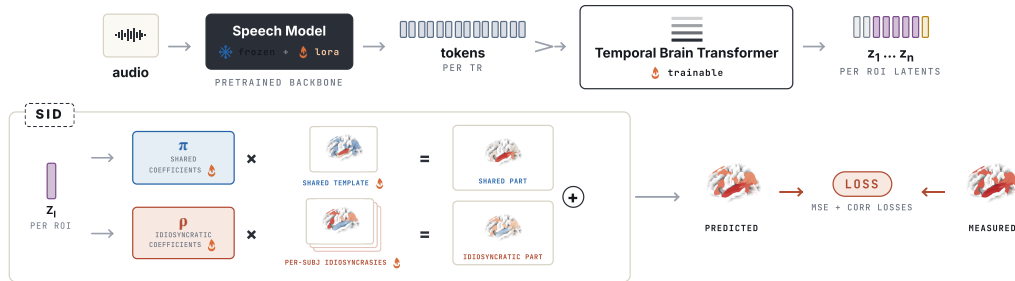 Speech Model
frozen + lora
audio
PRETRAINED BACKBONE
tokens
PER TR
Temporal Brain Transformer
trainable
z1 ... zn
PER ROI LATENTS
SID
zi
PER ROI
π
SHARED
COEFFICIENTS
×
SHARED TEMPLATE
=
SHARED PART
ρ
IDIOSYNCRATIC
COEFFICIENTS
×
PER-SUBJ IDIOSYNCRASIES
=
IDIOSYNCRATIC PART
+
PREDICTED
LOSS
MSE + CORR LOSSES
MEASURED